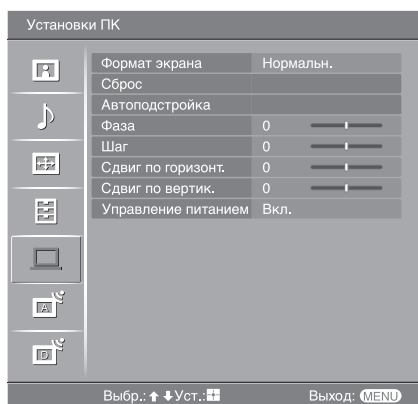 Установки ПК
Формат экрана Нормальн.
Сброс
Автоподстройка
Фаза 0
Шаг 0
Сдвиг по горизонт. 0
Сдвиг по вертик. 0
Управление питанием Вкл.
A
D
Выбр.: Уст.: Выход: MENU